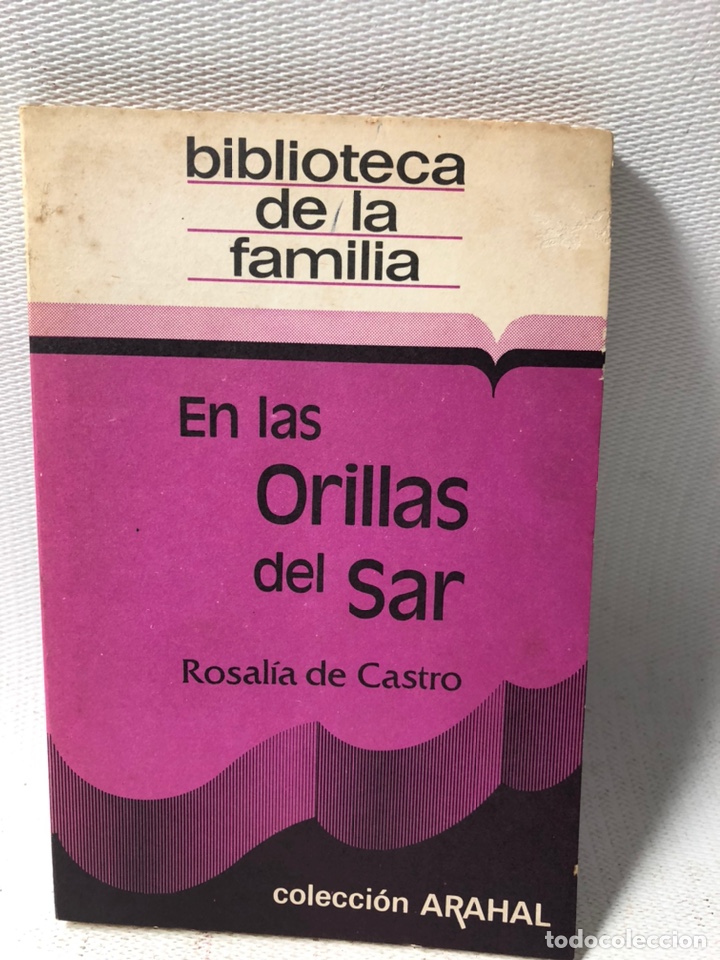 biblioteca
de la
familia
En las
Orillas
del Sar
Rosalía de Castro
colección ARAHAL
todocoleccion